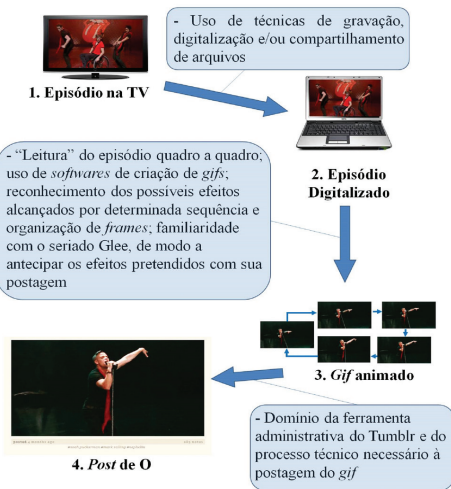 - Uso de técnicas de gravação,
digitalização e/ou compartilhamento
de arquivos
1. Episódio na TV
2. Episódio
Digitalizado
- “Leitura” do episódio quadro a quadro;
uso de softwares de criação de gifs;
reconhecimento dos possíveis efeitos
alcançados por determinada sequência e
organização de frames; familiaridade
com o seriado Glee, de modo a
antecipar os efeitos pretendidos com sua
postagem
3. Gif animado
4. Post de O
- Domínio da ferramenta
administrativa do Tumblr e do
processo técnico necessário à
postagem do gif